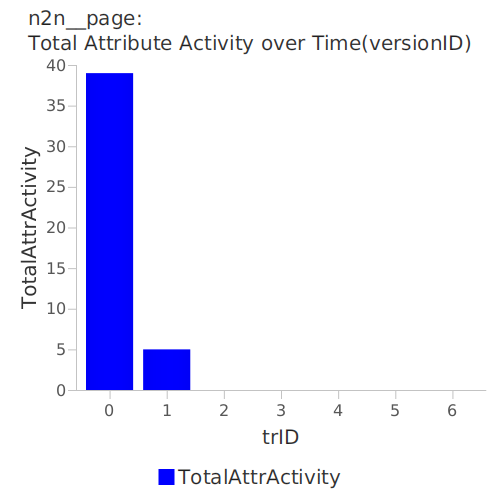 n2n__page:
Total Attribute Activity over Time(versionID)
40
35
30
25
20
15
10
5
0
TotalAttrActivity
0 1 2 3 4 5 6
trID
TotalAttrActivity